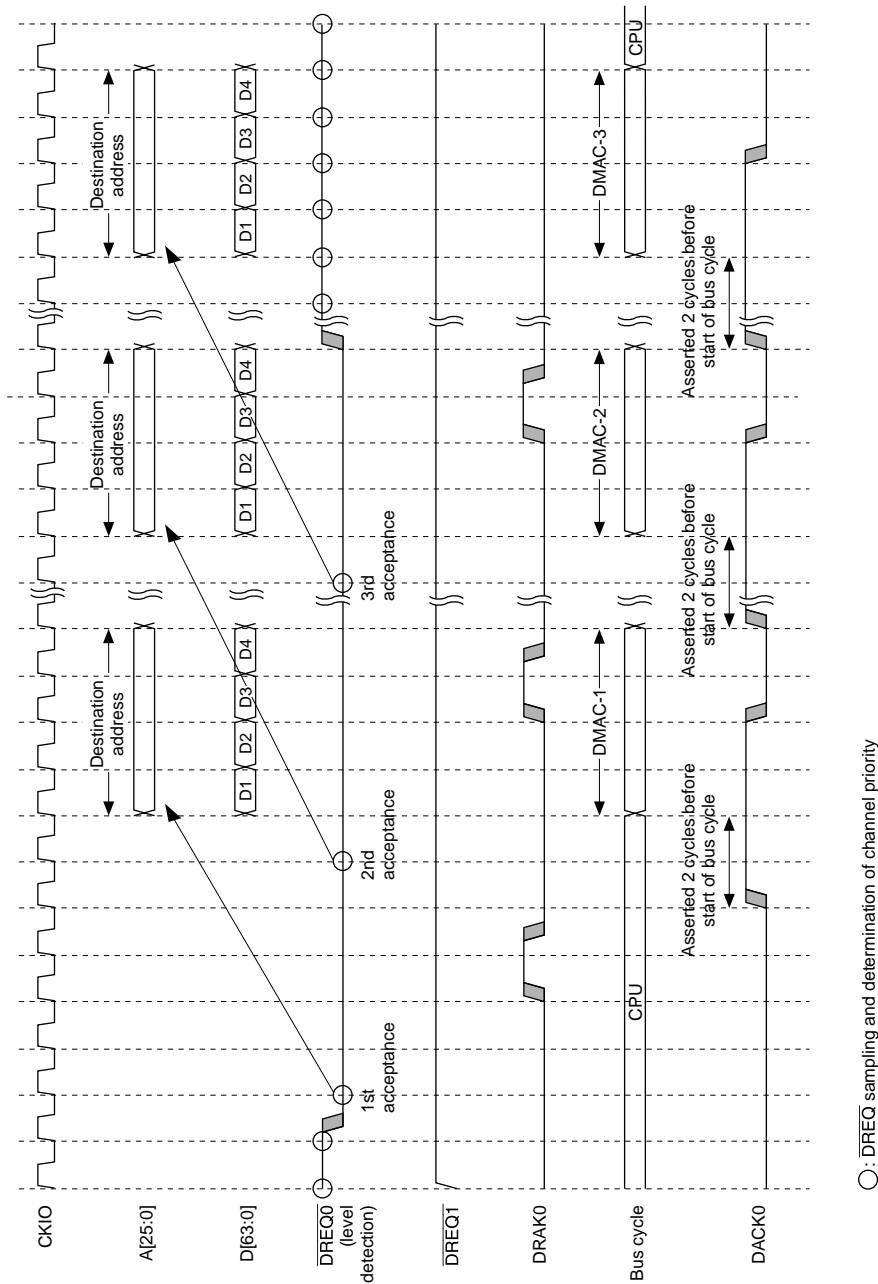 CKIO
A[25:0]
Destination
address
Destination
address
Destination
address
D[63:0]
D1
D2
D3
D4
D1
D2
D3
D4
D1
D2
D3
D4
DREQ0
(level
detection)
1st
acceptance
2nd
acceptance
3rd
acceptance
DREQ1
DRAK0
Bus cycle
CPU
DMAC-1
DMAC-2
DMAC-3
CPU
DACK0
Asserted 2 cycles before
start of bus cycle
Asserted 2 cycles before
start of bus cycle
Asserted 2 cycles before
start of bus cycle
: DREQ sampling and determination of channel priority